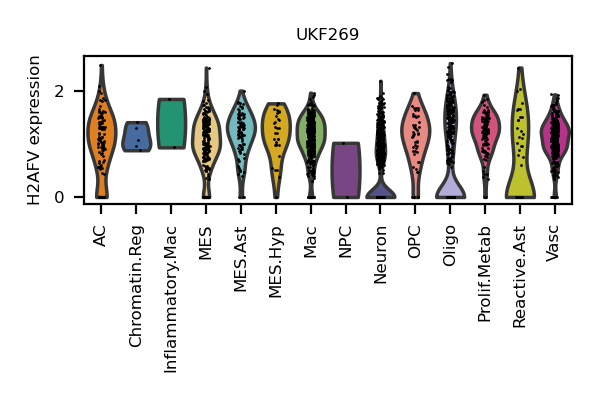 UKF269
H2AFV expression
2
0
AC
Chromatin.Reg
Inflammatory.Mac
MES
MES.Ast
MES.Hyp
Mac
NPC
Neuron
OPC
Oligo
Prolif.Metab
Reactive.Ast
Vasc